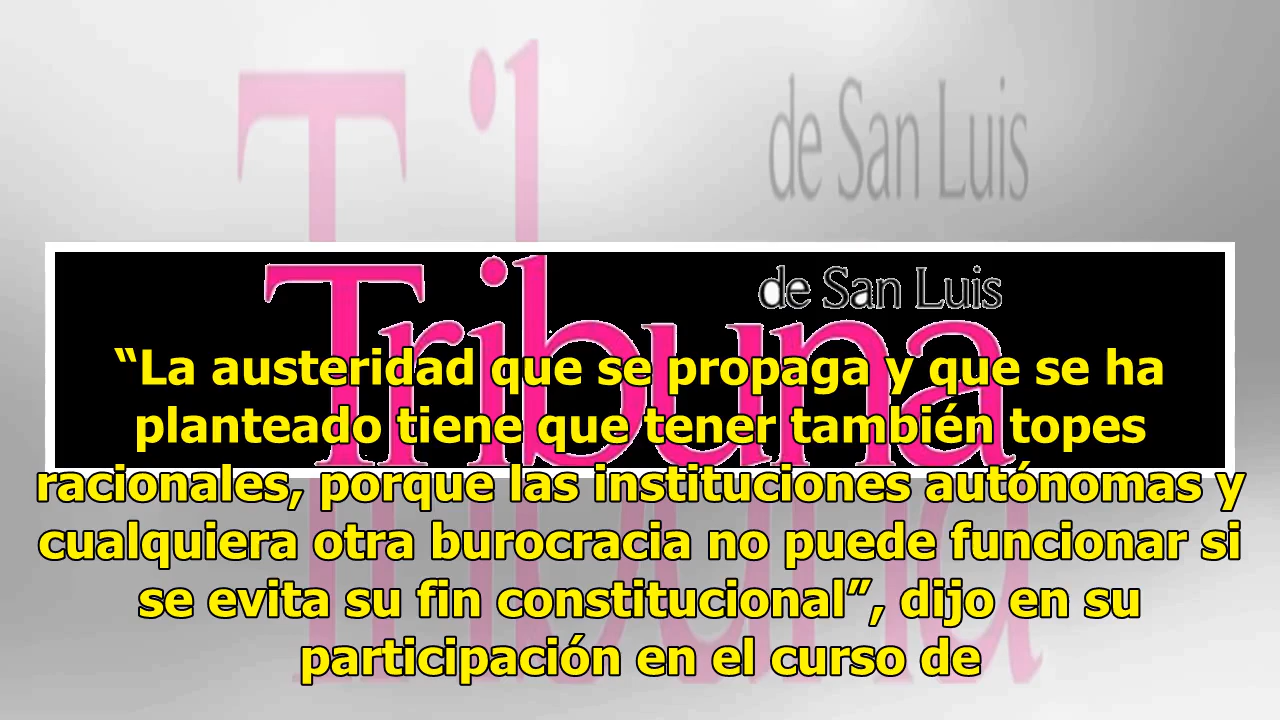 Tribuna
de San Luis
Tribuna
de San Luis
“La austeridad que se propaga y que se ha
planteado tiene que tener también topes
racionales, porque las instituciones autónomas y
cualquiera otra burocracia no puede funcionar si
se evita su fin constitucional”, dijo en su
participación en el curso de